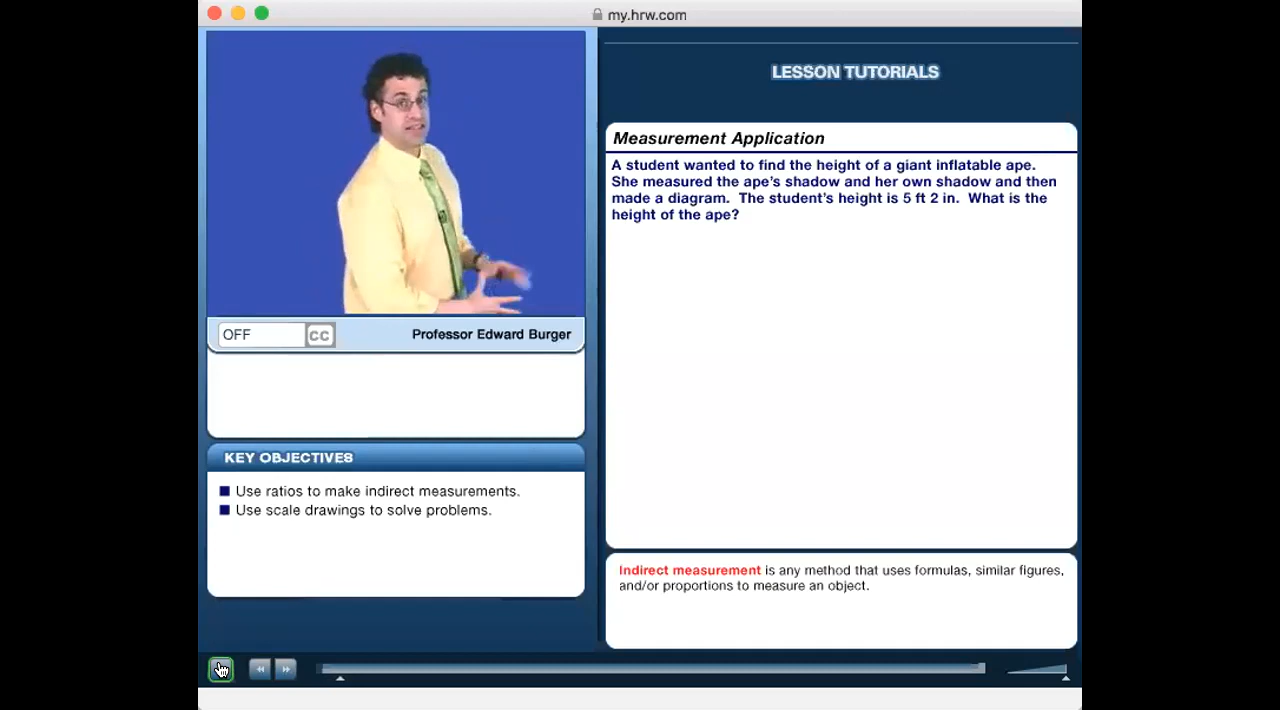 my.hrw.com
LESSON TUTORIALS
Measurement Application
A student wanted to find the height of a giant inflatable ape.
She measured the ape's shadow and her own shadow and then
made a diagram. The student's height is 5 ft 2 in. What is the
height of the ape?
OFF
CC
Professor Edward Burger
KEY OBJECTIVES
Use ratios to make indirect measurements.
Use scale drawings to solve problems.
Indirect measurement is any method that uses formulas, similar figures,
and/or proportions to measure an object.